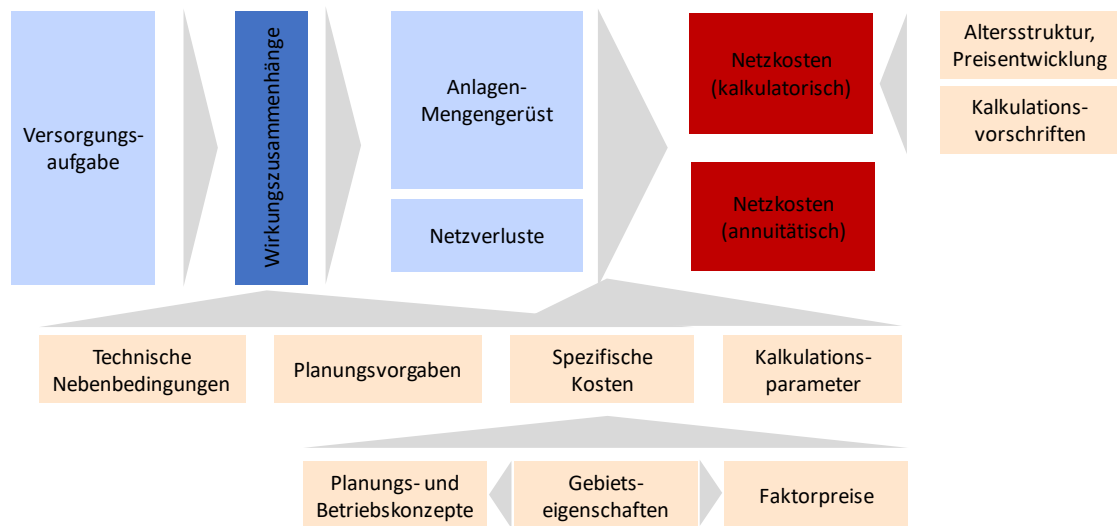 Versorgungs-
aufgabe
Wirkungszusammenhänge
Anlagen-
Mengengerüst
Netzverluste
Netzkosten
(kalkulatorisch)
Netzkosten
(annuitätisch)
Altersstruktur,
Preisentwicklung
Kalkulations-
vorschriften
Technische
Nebenbedingungen
Planungsvorgaben
Spezifische
Kosten
Kalkulations-
parameter
Planungs- und
Betriebskonzepte
Gebiets-
eigenschaften
Faktorpreise